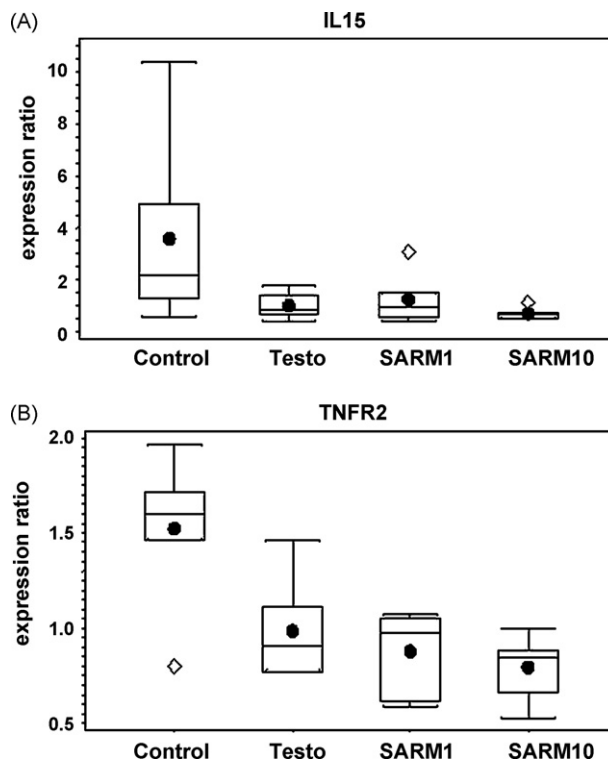 (A)
IL15
expression ratio
10
8
6
4
2
0
Control Testo SARM1 SARM10
(B)
TNFR2
expression ratio
2.0
1.5
1.0
0.5
Control Testo SARM1 SARM10